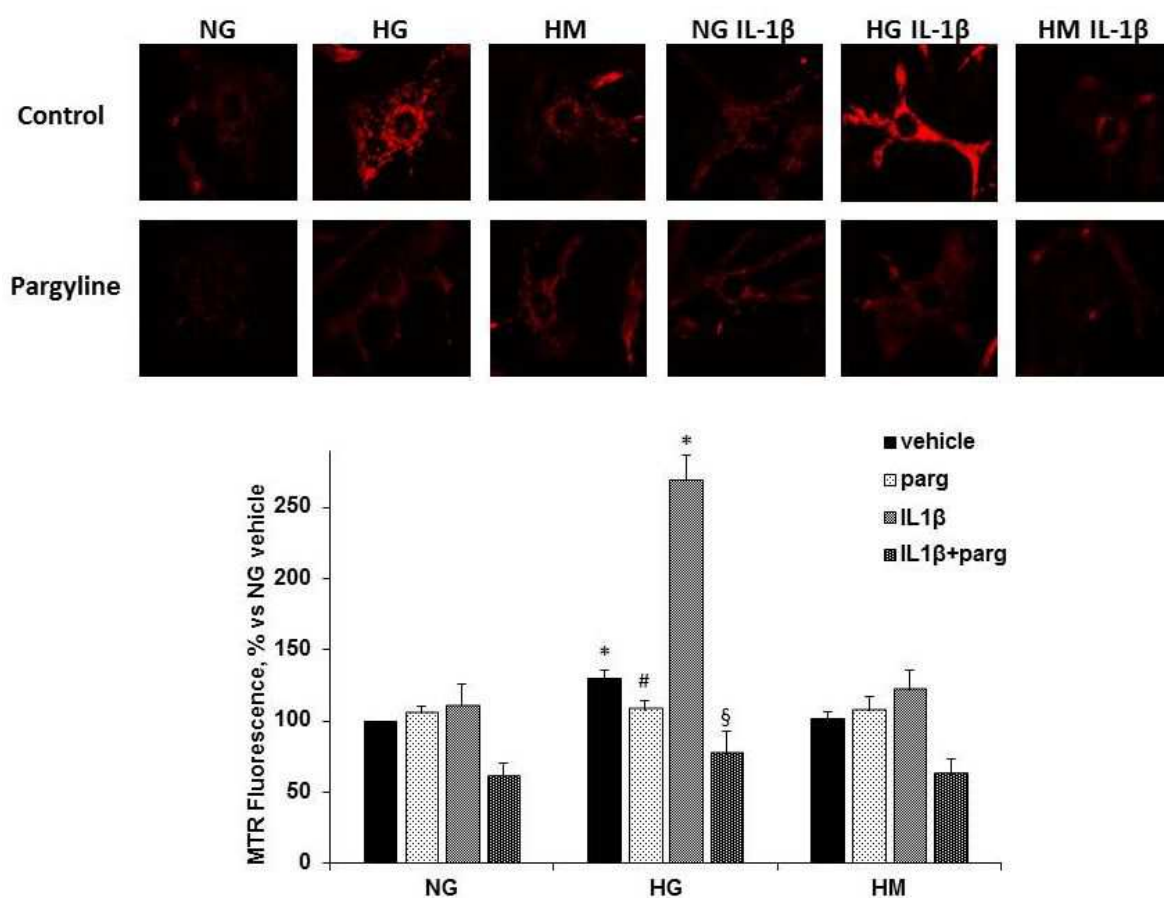 NG HG HM NG IL-1β HG IL-1β HM IL-1β
Control
Pargyline
MTR Fluorescence, % vs NG vehicle
250
200
150
100
50
0
*
#
*
§
NG HG HM
vehicle
parg
IL1β
IL1β+parg